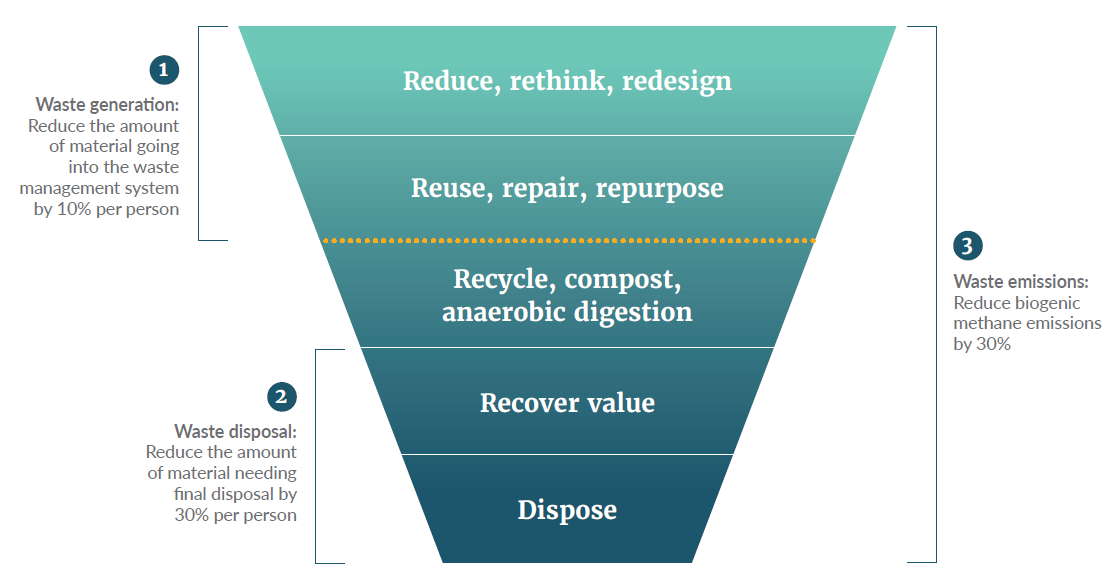 1
Waste generation:
Reduce the amount
of material going
into the waste
management system
by 10% per person
Reduce, rethink, redesign
Reuse, repair, repurpose
Recycle, compost,
anaerobic digestion
Recover value
Dispose
2
Waste disposal:
Reduce the amount
of material needing
final disposal by
30% per person
3
Waste emissions:
Reduce biogenic
methane emissions
by 30%